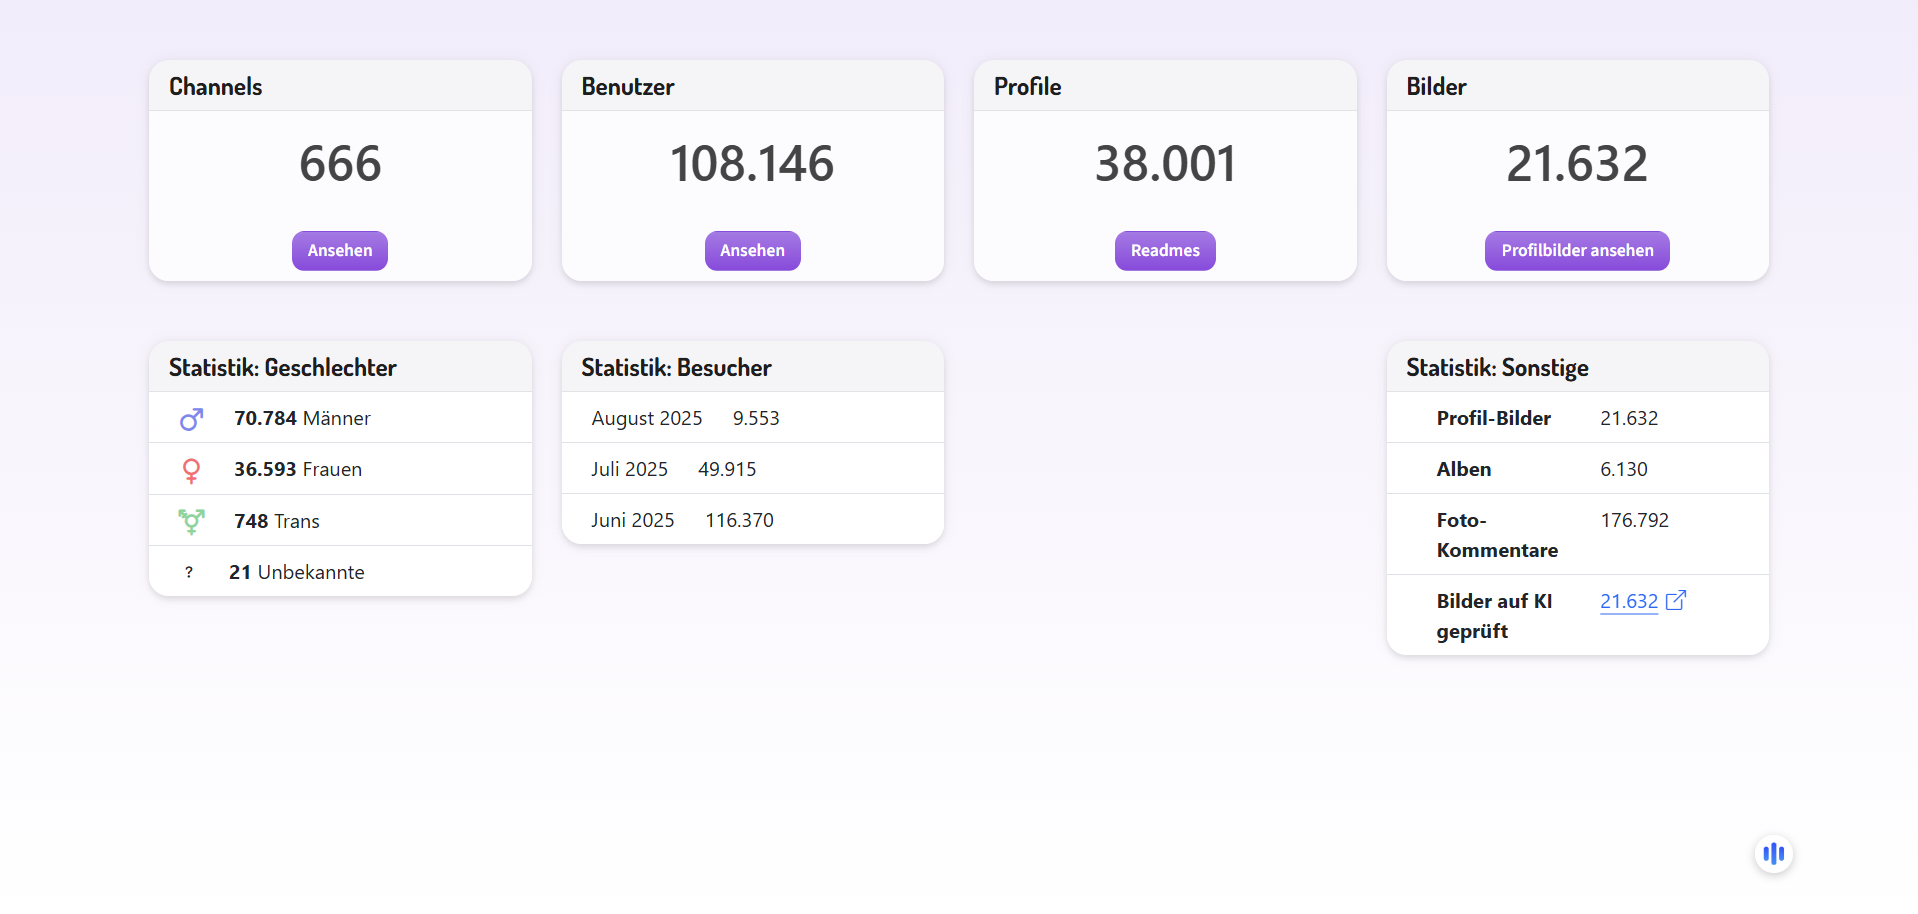 Channels
666
Ansehen
Benutzer
108.146
Ansehen
Profile
38.001
Readmes
Bilder
21.632
Profilbilder ansehen
Statistik: Geschlechter
70.784 Männer
36.593 Frauen
748 Trans
? 21 Unbekannte
Statistik: Besucher
August 2025 9.553
Juli 2025 49.915
Juni 2025 116.370
Statistik: Sonstige
Profil-Bilder 21.632
Alben 6.130
Foto- 176.792
Kommentare
Bilder auf KI 21.632
geprüft